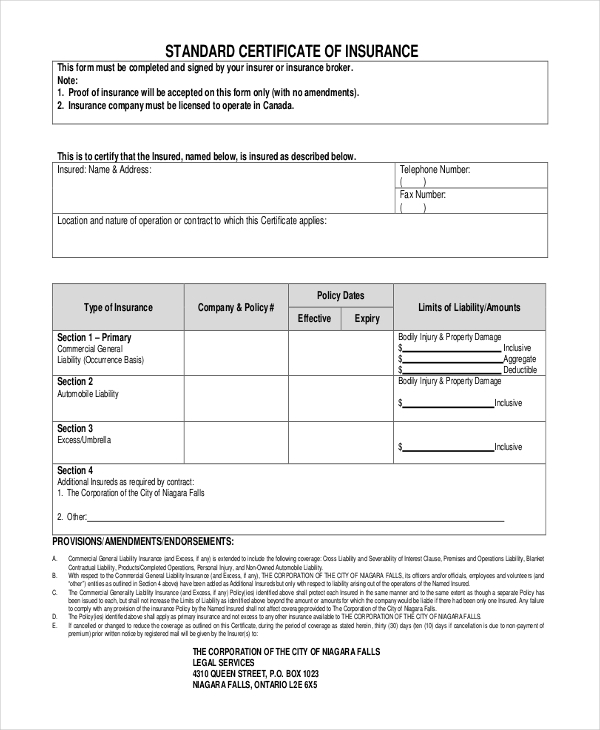 STANDARD CERTIFICATE OF INSURANCE
This form must be completed and signed by your insurer or insurance broker.
Note:
1. Proof of insurance will be accepted on this form only (with no amendments).
2. Insurance company must be licensed to operate in Canada.
This is to certify that the Insured, named below, is insured as described below.
Insured: Name & Address:
Telephone Number:
( )
Fax Number:
( )
Location and nature of operation or contract to which this Certificate applies:
Type of Insurance
Company & Policy #
Policy Dates
Effective
Expiry
Limits of Liability/Amounts
Section 1 – Primary
Commercial General
Liability (Occurrence Basis)
Bodily Injury & Property Damage
$ Inclusive
$ Aggregate
$ Deductible
Section 2
Automobile Liability
Bodily Injury & Property Damage
$ Inclusive
Section 3
Excess/Umbrella
$ Inclusive
Section 4
Additional Insureds as required by contract:
1. The Corporation of the City of Niagara Falls
2. Other:
PROVISIONS/AMENDMENTS/ENDORSEMENTS:
A. Commercial General Liability Insurance (and Excess, if any) is extended to include the following coverage: Cross Liability and Severability of Interest Clause, Premises and Operations Liability, Blanket
Contractual Liability, Products/Completed Operations, Personal Injury, and Non-Owned Automobile Liability.
B. With respect to the Commercial General Liability Insurance (and Excess, if any), THE CORPORATION OF THE CITY OF NIAGARA FALLS, its officers and/or officials, employees and volunteers (and
"other") entities as outlined in Section 4 above) have been added as Additional Insureds but only with respect to liability arising out of the operations of the Named Insured.
C. The Commercial Generality Liability Insurance (and Excess, if any) Policy(ies) identified above shall protect each Insured in the same manner and to the same extent as though a separate Policy has
been issued to each, but shall not increase the Limits of Liability as identified above beyond the amount or amounts for which the company would be liable if there had been only one Insured. Any failure
to comply with any provision of the insurance Policy by the Named Insured shall not affect coverage provided to The Corporation of the City of Niagara Falls.
D. The Policy(ies) identified above shall apply as primary insurance and not excess to any other insurance available to THE CORPORATION OF THE CITY OF NIAGARA FALLS.
E. If cancelled or changed to reduce the coverage as outlined on this Certificate, during the period of coverage as stated herein, thirty (30) days (ten (10) days if cancellation is due to non-payment of
premium) prior written notice by registered mail will be given by the Insurer(s) to:
THE CORPORATION OF THE CITY OF NIAGARA FALLS
LEGAL SERVICES
4310 QUEEN STREET, P.O. BOX 1023
NIAGARA FALLS, ONTARIO L2E 6X5